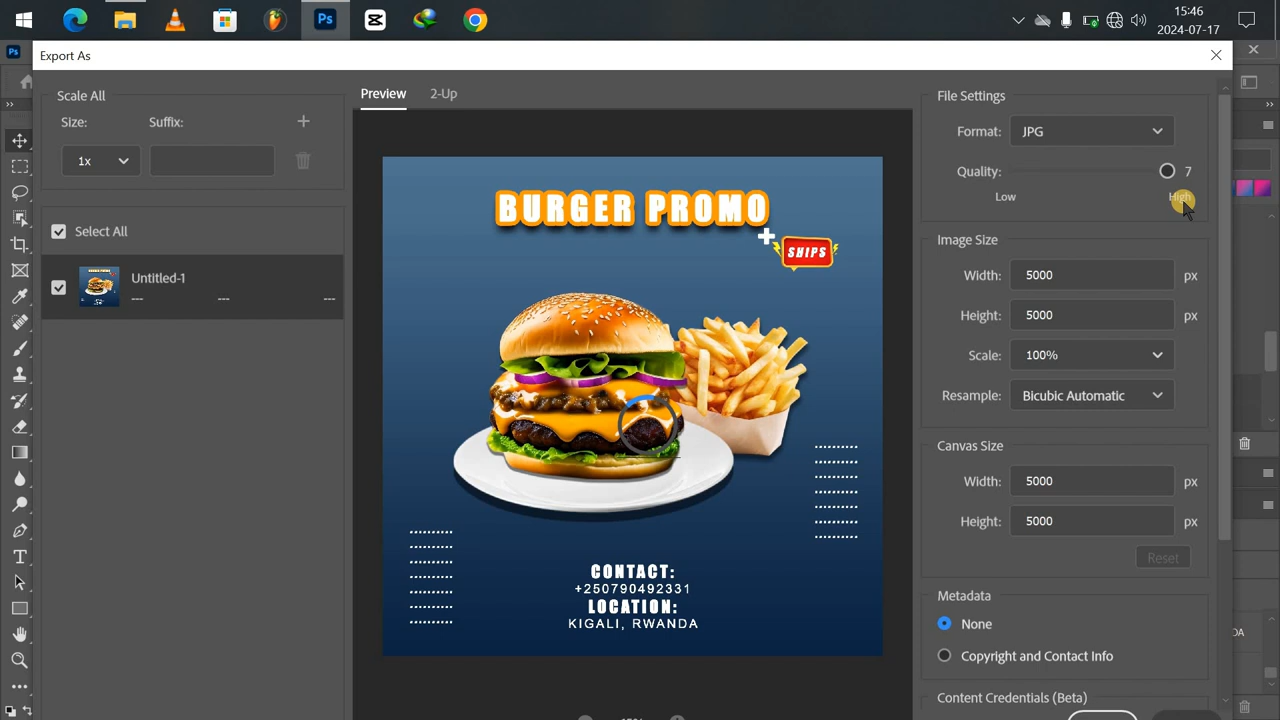 Ps
15:46
2024-07-17
Ps
Export As
Scale All
Size:
Suffix:
1x
Select All
Untitled-1
---
---
---
Preview
2-Up
BURGER PROMO
SHIPS
CONTACT:
+250790492331
LOCATION:
KIGALI, RWANDA
File Settings
Format:
JPG
Quality:
7
Low
High
Image Size
Width:
5000
px
Height:
5000
px
Scale:
100%
Resample:
Bicubic Automatic
Canvas Size
Width:
5000
px
Height:
5000
px
Reset
Metadata
None
Copyright and Contact Info
Content Credentials (Beta)
DA